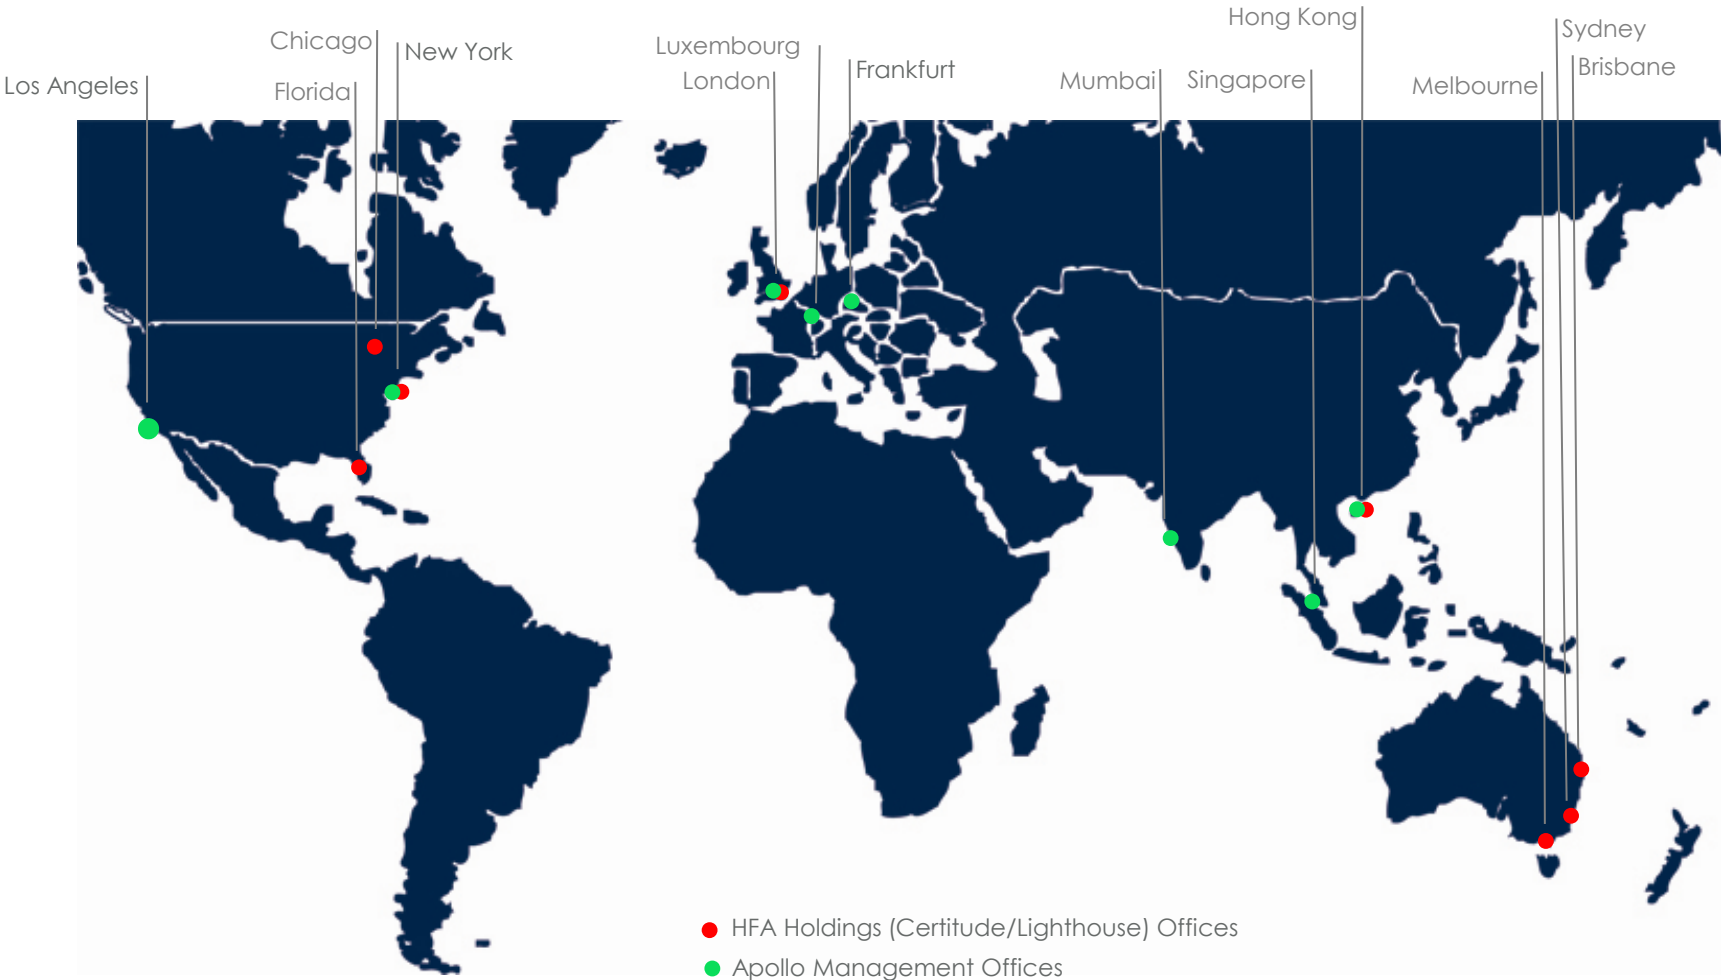 Hong Kong
Sydney
Chicago
New York
Luxembourg
Frankfurt
Brisbane
Los Angeles
Florida
London
Mumbai
Singapore
Melbourne
HFA Holdings (Certitude/Lighthouse) Offices
Apollo Management Offices